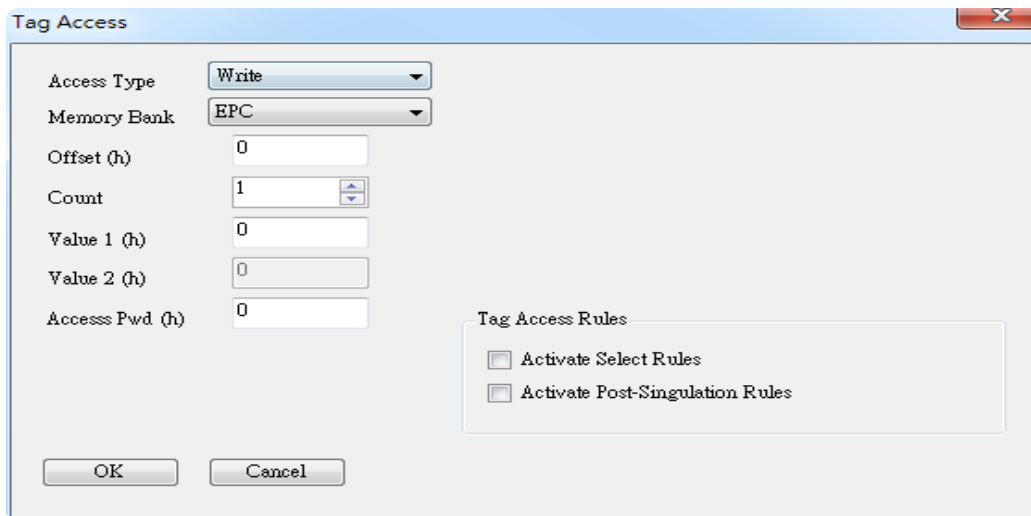 Tag Access
Access Type Write
Memory Bank EPC
Offset (h) 0
Count 1
Value 1 (h) 0
Value 2 (h) 0
Accesss Pwd (h) 0
Tag Access Rules
Activate Select Rules
Activate Post-Singulation Rules
OK Cancel